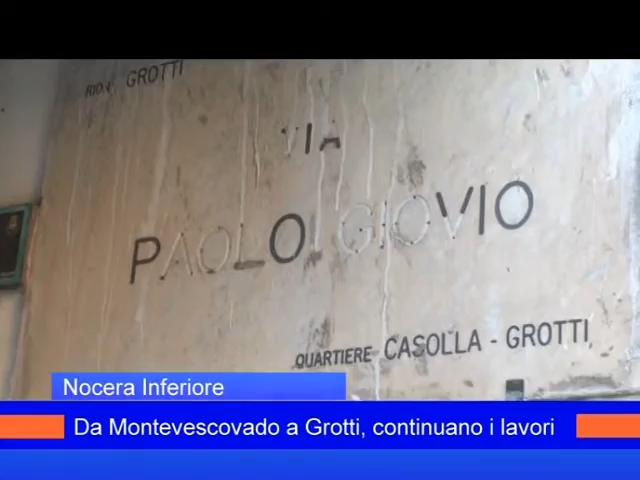 RIONE GROTTI
VIA
PAOLO GIOVIO
QUARTIERE CASOLLA - GROTTI
Nocera Inferiore
Da Montevescovado a Grotti, continuano i lavori